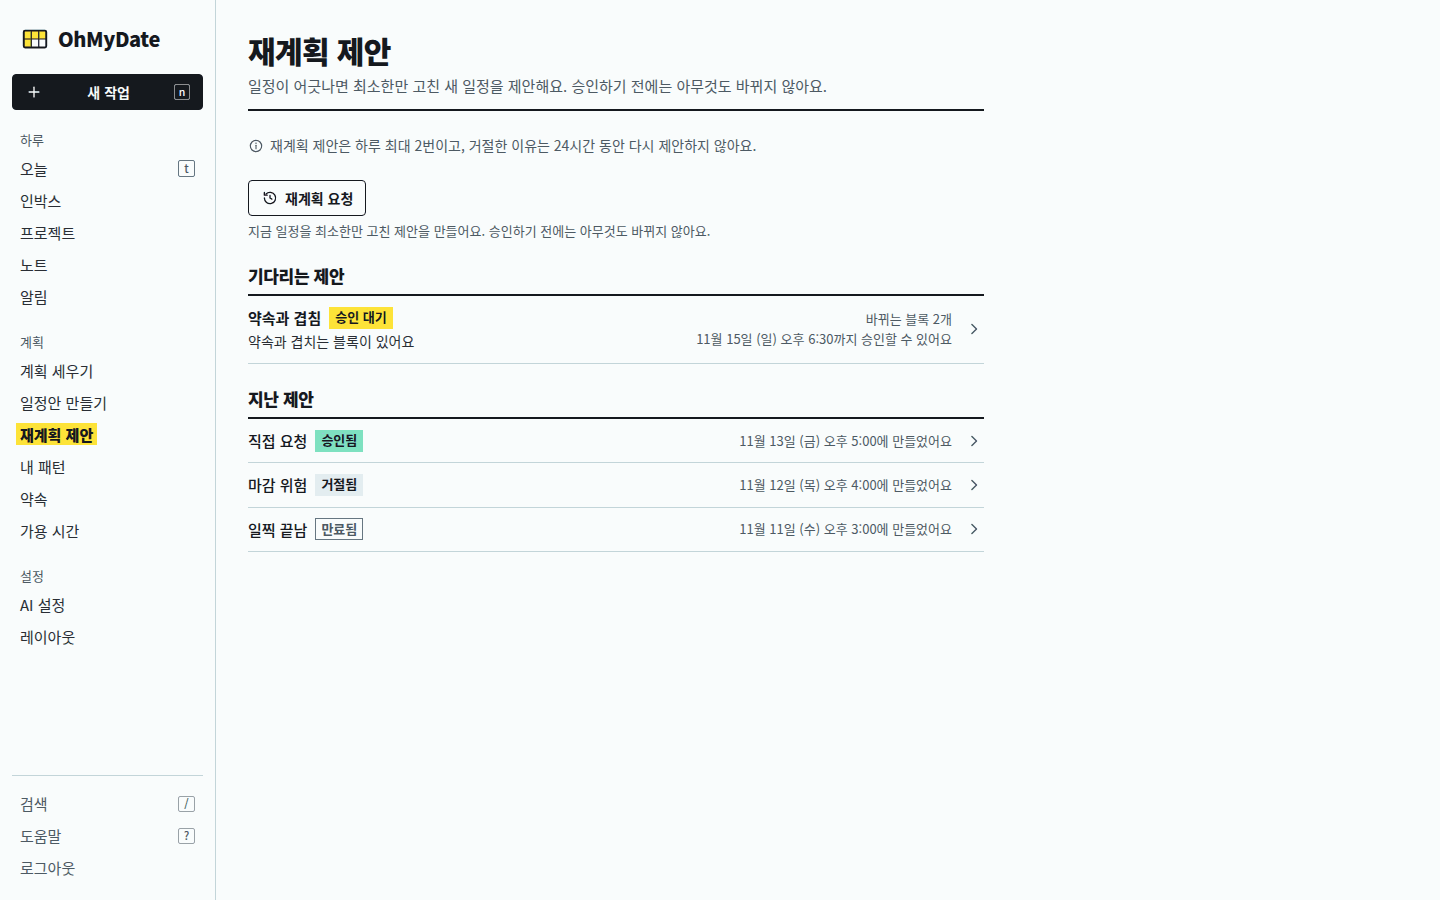 OhMyDate
새 작업 n
하루
오늘 t
인박스
프로젝트
노트
알림
계획
계획 세우기
일정안 만들기
재계획 제안
내 패턴
약속
가용 시간
설정
AI 설정
레이아웃
검색 /
도움말 ?
로그아웃
재계획 제안
일정이 어긋나면 최소한만 고친 새 일정을 제안해요. 승인하기 전에는 아무것도 바뀌지 않아요.
재계획 제안은 하루 최대 2번이고, 거절한 이유는 24시간 동안 다시 제안하지 않아요.
재계획 요청
지금 일정을 최소한만 고친 제안을 만들어요. 승인하기 전에는 아무것도 바뀌지 않아요.
기다리는 제안
약속과 겹침 승인 대기
약속과 겹치는 블록이 있어요
바뀌는 블록 2개
11월 15일 (일) 오후 6:30까지 승인할 수 있어요
지난 제안
직접 요청 승인됨 11월 13일 (금) 오후 5:00에 만들었어요
마감 위험 거절됨 11월 12일 (목) 오후 4:00에 만들었어요
일찍 끝남 만료됨 11월 11일 (수) 오후 3:00에 만들었어요